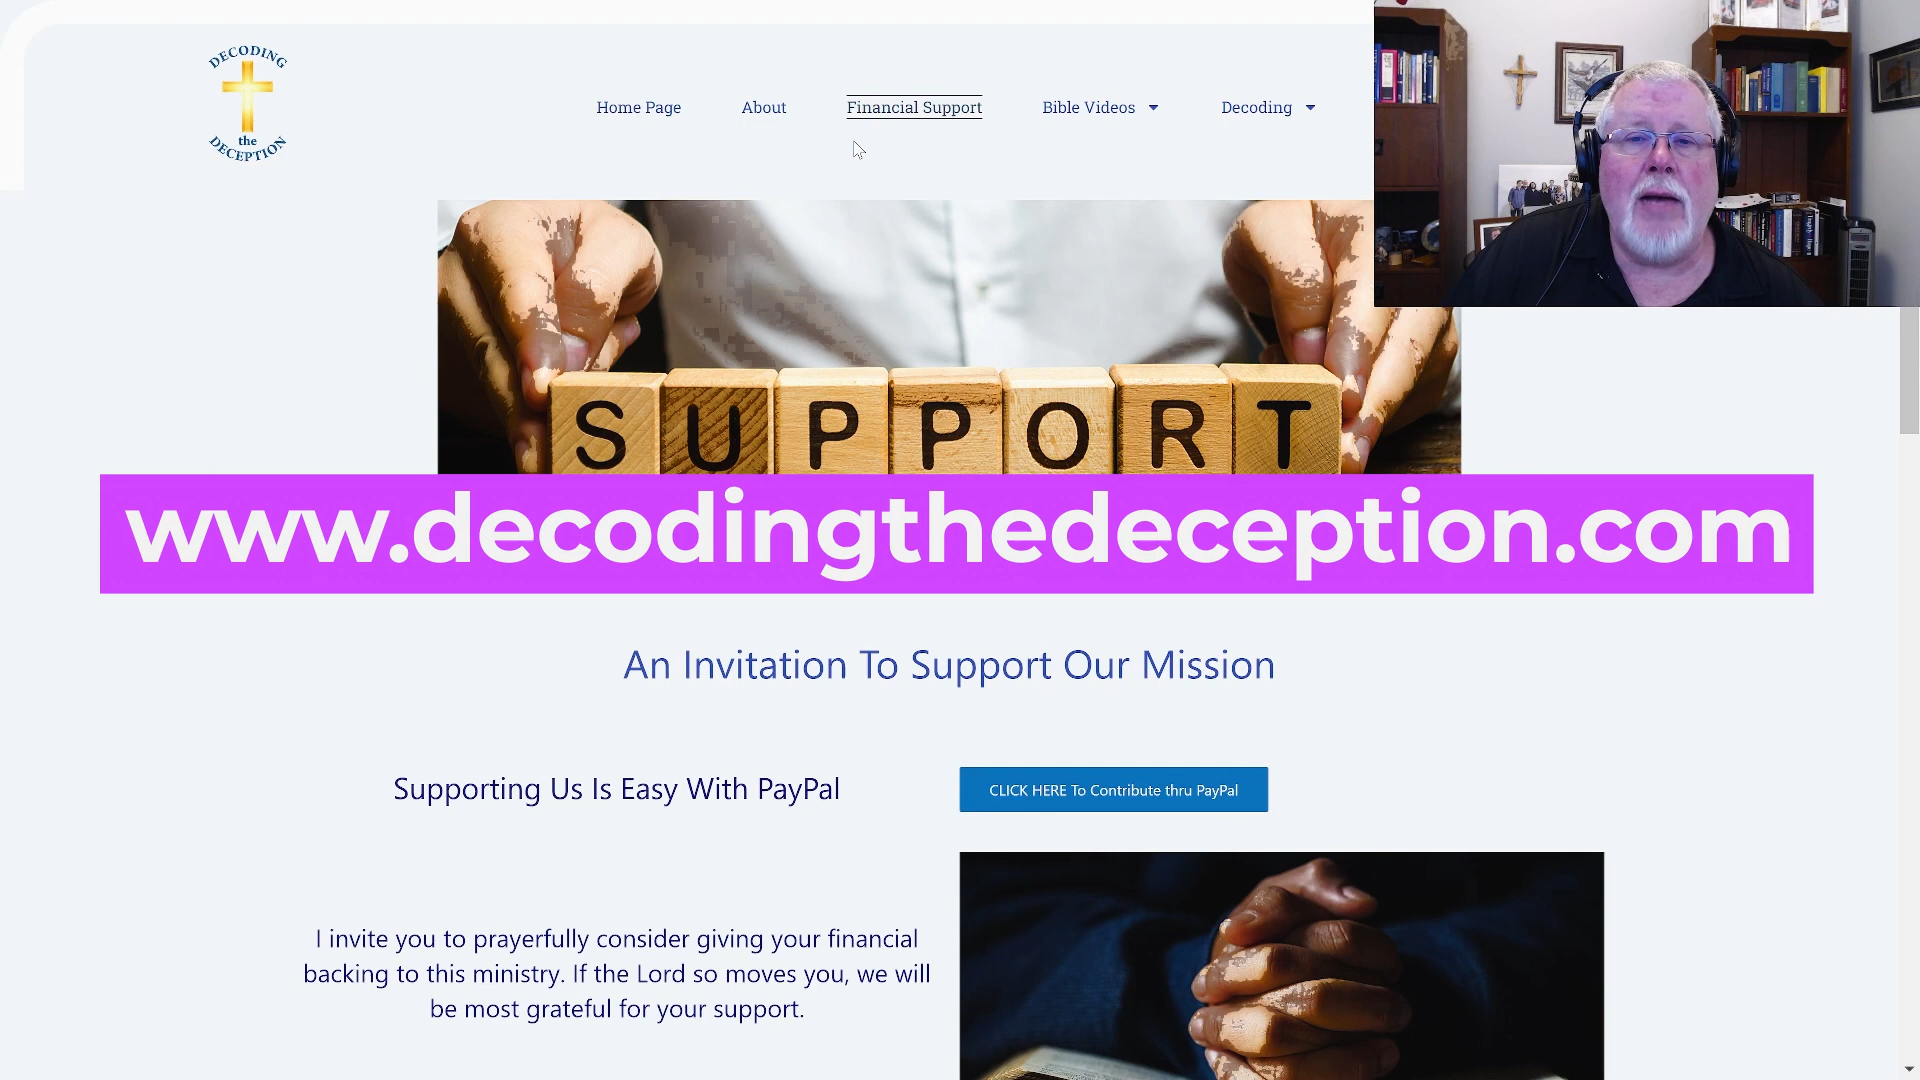 DECODING
the
DECEPTION
Home Page
About
Financial Support
Bible Videos
Decoding
SUPPORT
www.decodingthedeception.com
An Invitation To Support Our Mission
Supporting Us Is Easy With PayPal
CLICK HERE To Contribute thru PayPal
I invite you to prayerfully consider giving your financial
backing to this ministry. If the Lord so moves you, we will
be most grateful for your support.